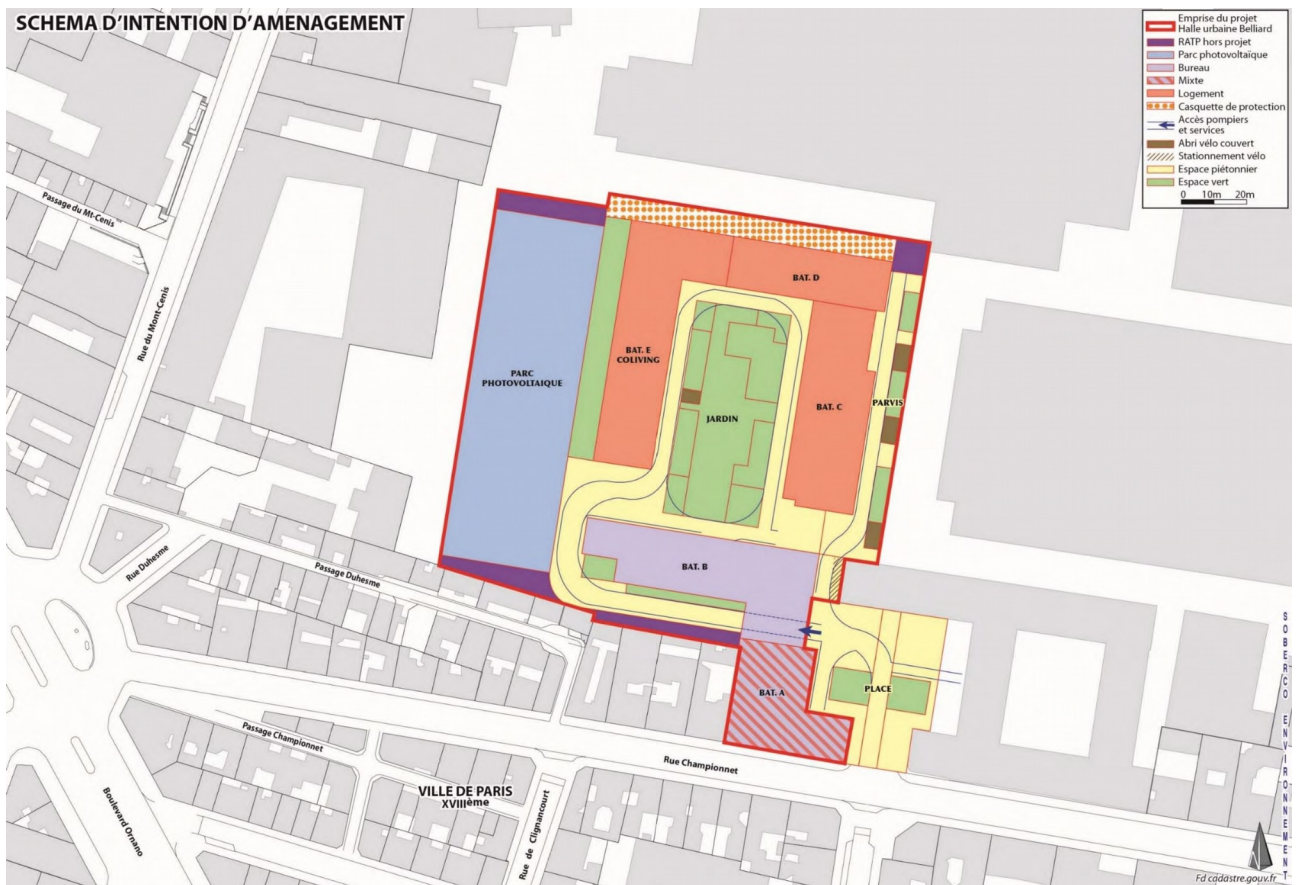 SCHEMA D'INTENTION D'AMENAGEMENT
Emprise du projet
Halle urbaine Belliard
RATP hors projet
Parc photovoltaïque
Bureau
Mixte
Logement
Casquette de protection
Accès pompiers
et services
Abri vélo couvert
Stationnement vélo
Espace piétonnier
Espace vert
0 10m 20m
Passage du Mt-Cenis
Rue du Mont-Cenis
BAT. D
BAT. E
COLIVING
PARC
PHOTOVOLTAIQUE
JARDIN
BAT. C
PARVIS
Rue Duhesme
Passage Duhesme
BAT. B
BAT. A
PLACE
Passage Championnet
Rue Championnet
VILLE DE PARIS
XVIIIème
Boulevard Ornano
Rue de Clignancourt
SOBERCO ENVIRONNEMENT
Fd cadastre.gouv.fr